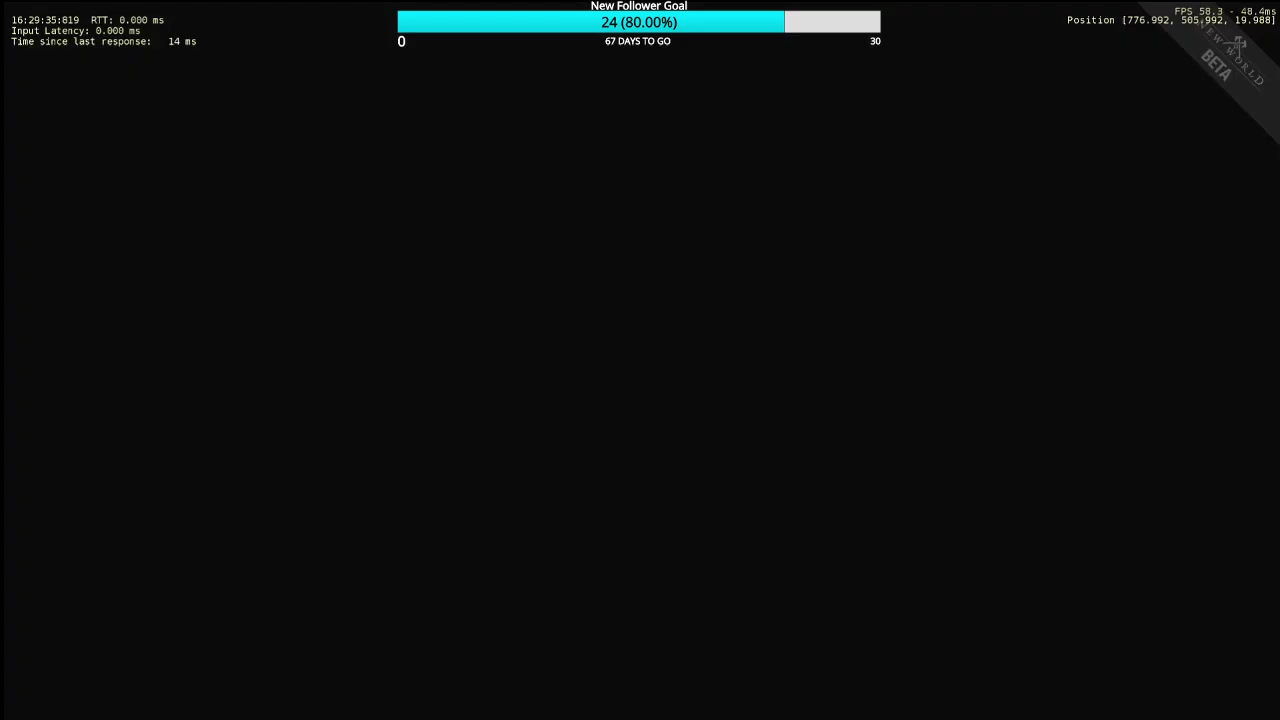 New Follower Goal
24 (80.00%)
0
67 DAYS TO GO
30
16:29:35:819 RTT: 0.000 ms
Input Latency: 0.000 ms
Time since last response: 14 ms
FPS 58.3 - 48.4ms
Position [776.992, 505.992, 19.988]
NEW WORLD
BETA